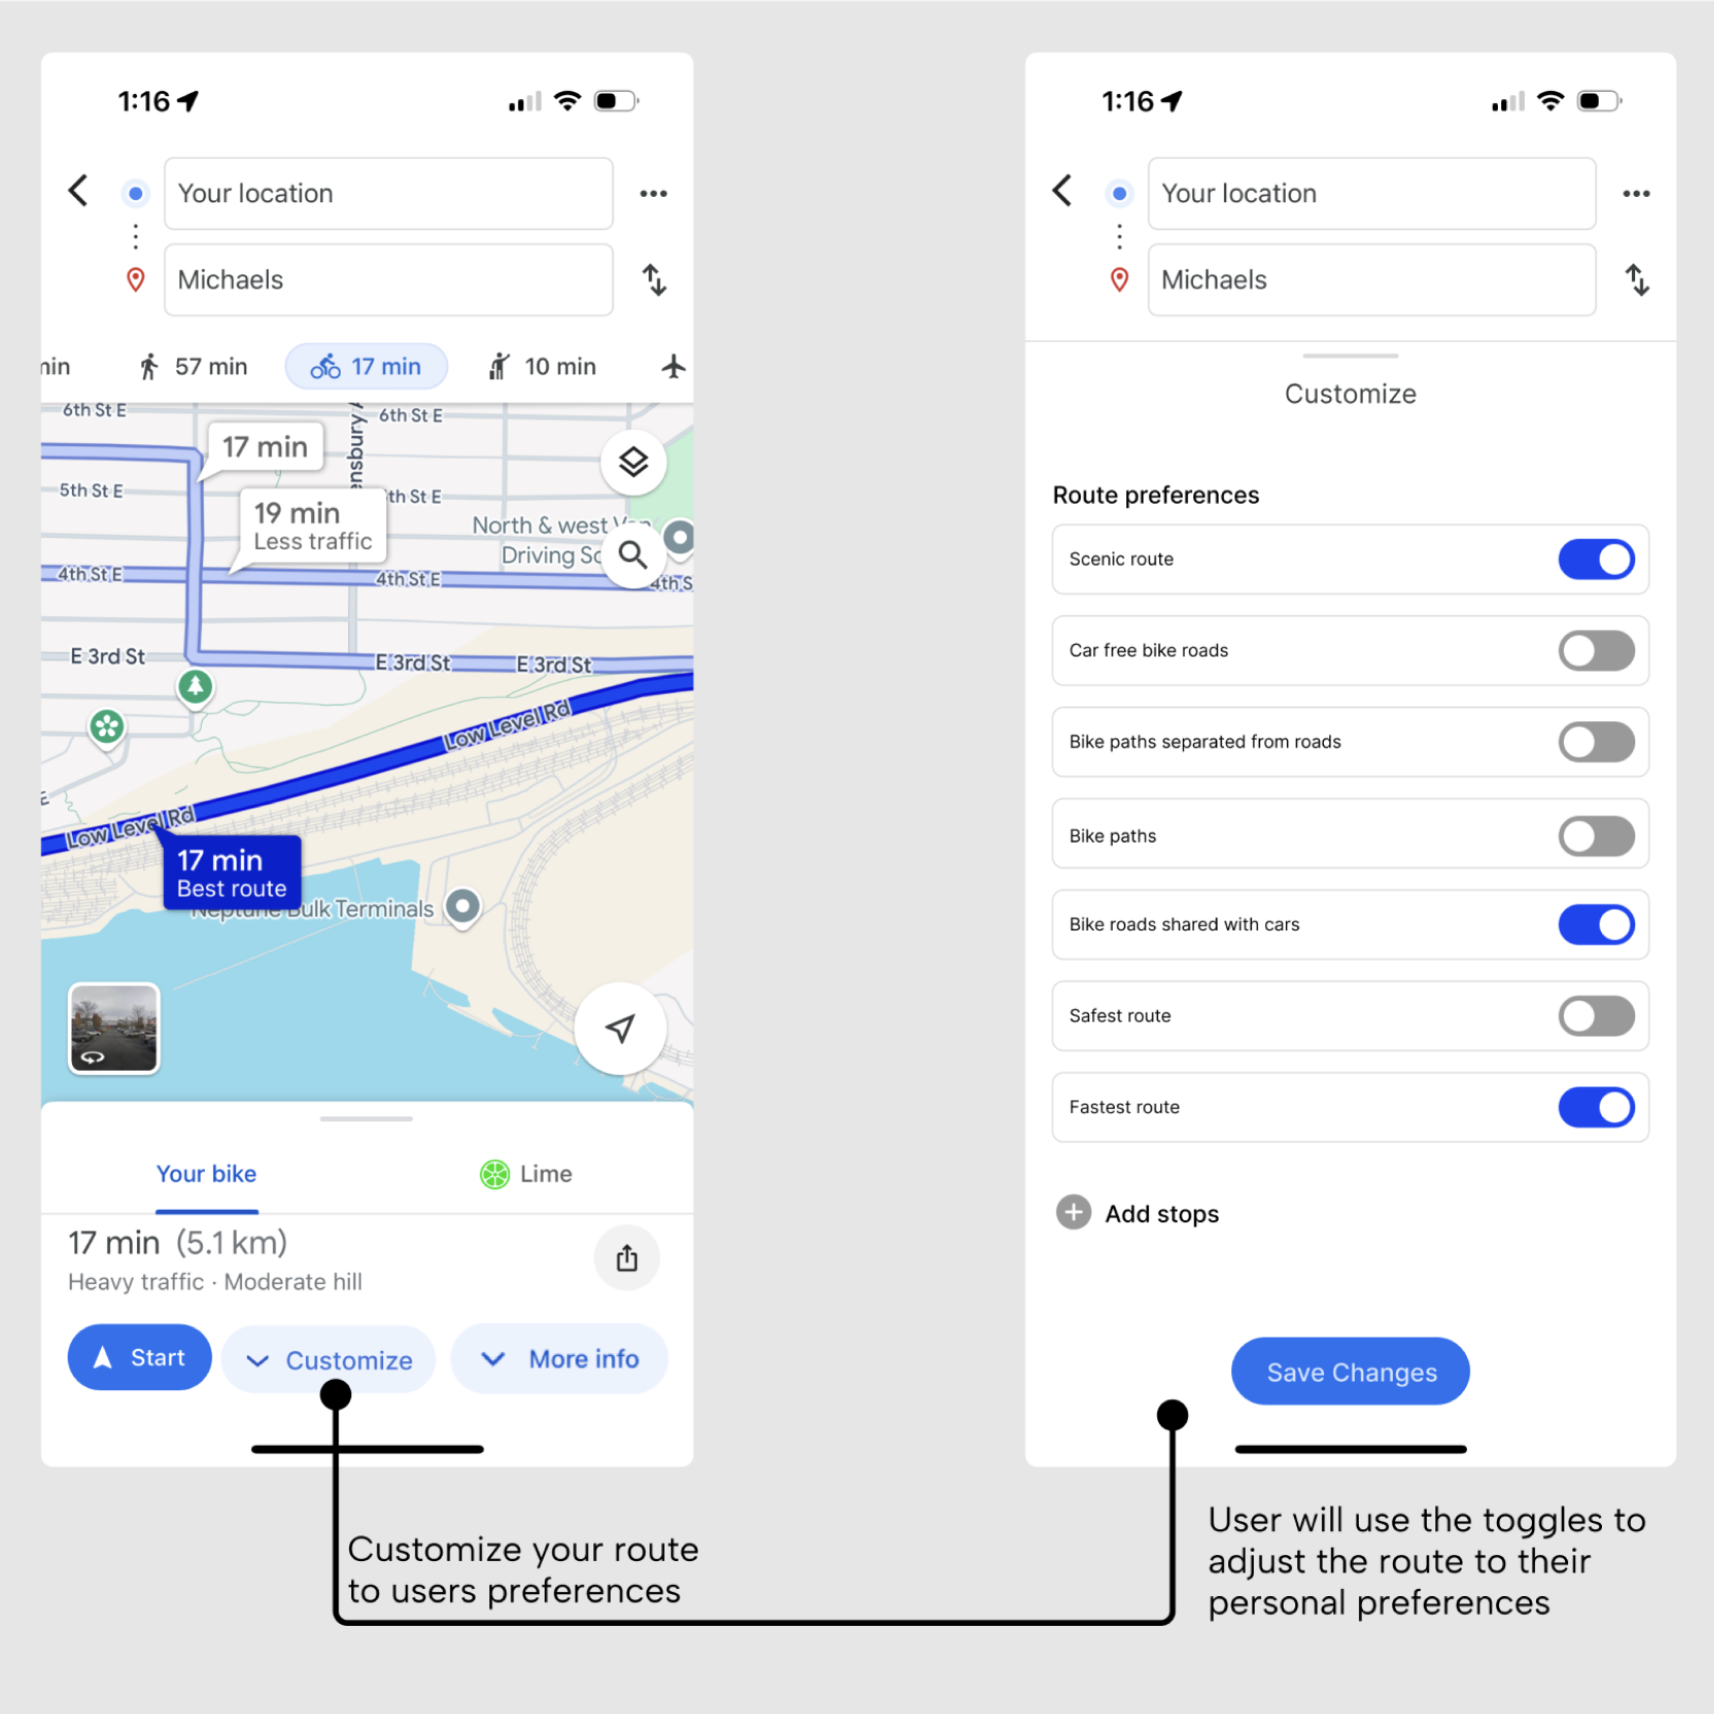 1:16
Your location
Michaels
min
57 min
17 min
10 min
6th St E
6th St E
17 min
5th St E
th St E
19 min
Less traffic
North & west Van
Driving Sc
4th St E
4th St E
4th S
E 3rd St
E 3rd St
E 3rd St
Low Level Rd
Low Level Rd
17 min
Best route
Neptune Bulk Terminals
Your bike
Lime
17 min (5.1 km)
Heavy traffic · Moderate hill
Start
Customize
More info
Customize your route
to users preferences
1:16
Your location
Michaels
Customize
Route preferences
Scenic route
Car free bike roads
Bike paths separated from roads
Bike paths
Bike roads shared with cars
Safest route
Fastest route
Add stops
Save Changes
User will use the toggles to
adjust the route to their
personal preferences